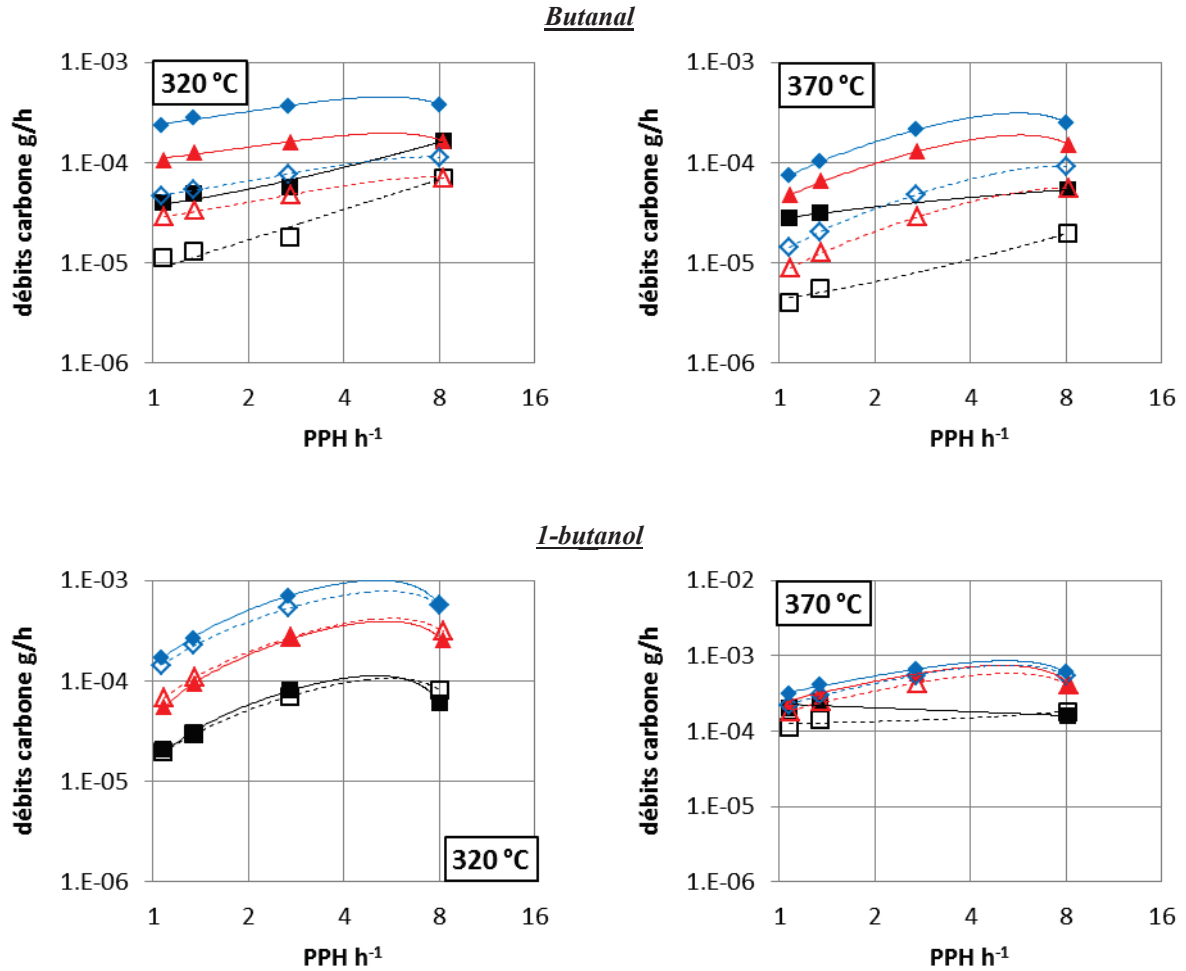 Butanal
320 °C
1.E-03
1.E-04
1.E-05
1.E-06
débits carbone g/h
1 2 4 8 16
PPH h⁻¹
370 °C
1.E-03
1.E-04
1.E-05
1.E-06
débits carbone g/h
1 2 4 8 16
PPH h⁻¹
1-butanol
1.E-03
1.E-04
1.E-05
1.E-06
débits carbone g/h
320 °C
1 2 4 8 16
PPH h⁻¹
370 °C
1.E-02
1.E-03
1.E-04
1.E-05
1.E-06
débits carbone g/h
1 2 4 8 16
PPH h⁻¹